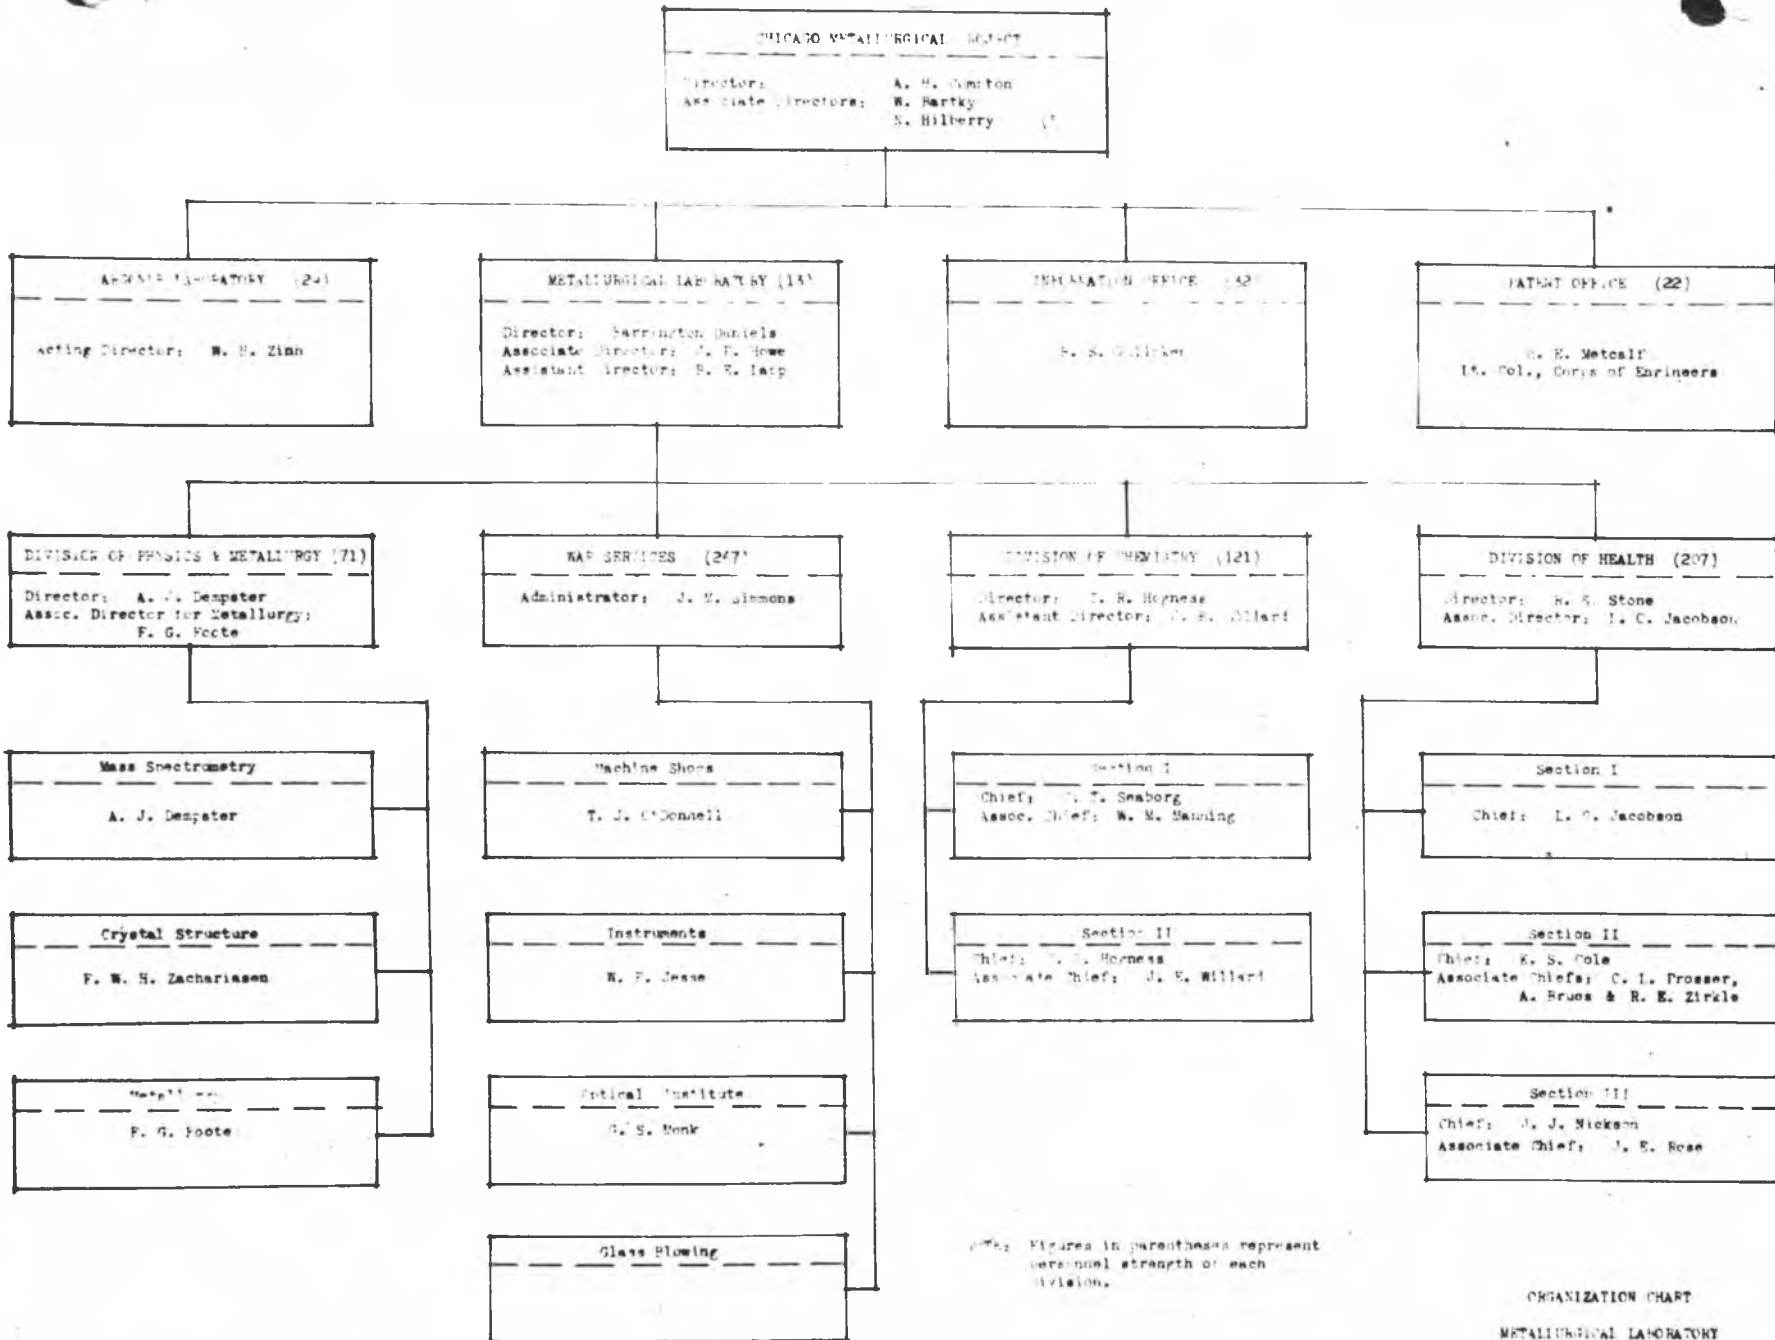 CHICAGO METALLURGICAL PROJECT
Director: A. H. Compton
Associate Directors: W. Bartky
N. Hilberry
ARGONNE LABORATORY
Acting Director: W. H. Zinn
METALLURGICAL LABORATORY (13)
Director: Farrington Daniels
Associate Director: J. P. Howe
Assistant Director: R. E. Lapp
INFORMATION OFFICE (32)
R. S.
PATENT OFFICE (22)
E. Metcalf
Lt. Col., Corps of Engineers
DIVISION OF PHYSICS & METALLURGY (71)
Director: A. J. Dempster
Assoc. Director for Metallurgy:
F. G. Foote
WAR SERVICES (267)
Administrator: J. M. Simmons
DIVISION OF CHEMISTRY (121)
Director: T. R. Hogness
Assistant Director: Willard
DIVISION OF HEALTH (207)
Director: R. S. Stone
Assoc. Director: L. O. Jacobson
Mass Spectrometry
A. J. Dempster
Machine Shops
T. J. O'Donnell
Section I
Chief: G. T. Seaborg
Assoc. Chief: W. M. Manning
Section I
Chief: L. O. Jacobson
Crystal Structure
F. W. H. Zachariasen
Instruments
W. P. Jesse
Section II
Chief: Hogness
Associate Chief: J. E. Willard
Section II
Chief: K. S. Cole
Associate Chiefs: C. L. Prosser,
A. Brues & R. E. Zirkle
Metallurgy
F. G. Foote
Optical Institute
G. S. Monk
Section III
Chief: J. J. Nickson
Associate Chief: J. E. Rose
Glass Blowing
NOTE: Figures in parentheses represent
personnel strength of each
division.
ORGANIZATION CHART
METALLURGICAL LABORATORY